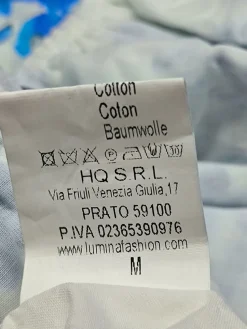 Cotton
Coton
Baumwolle
HQ S.R.L.
Via Friuli Venezia Giulia,17
PRATO 59100
P.IVA 02365390976
www.luminafashion.com
M